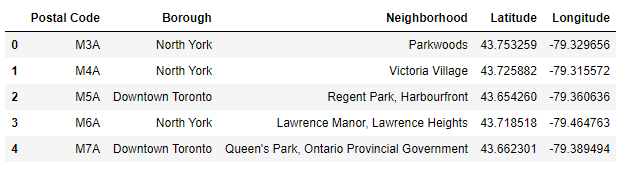 Postal Code Borough Neighborhood Latitude Longitude
0 M3A North York Parkwoods 43.753259 -79.329656
1 M4A North York Victoria Village 43.725882 -79.315572
2 M5A Downtown Toronto Regent Park, Harbourfront 43.654260 -79.360636
3 M6A North York Lawrence Manor, Lawrence Heights 43.718518 -79.464763
4 M7A Downtown Toronto Queen's Park, Ontario Provincial Government 43.662301 -79.389494